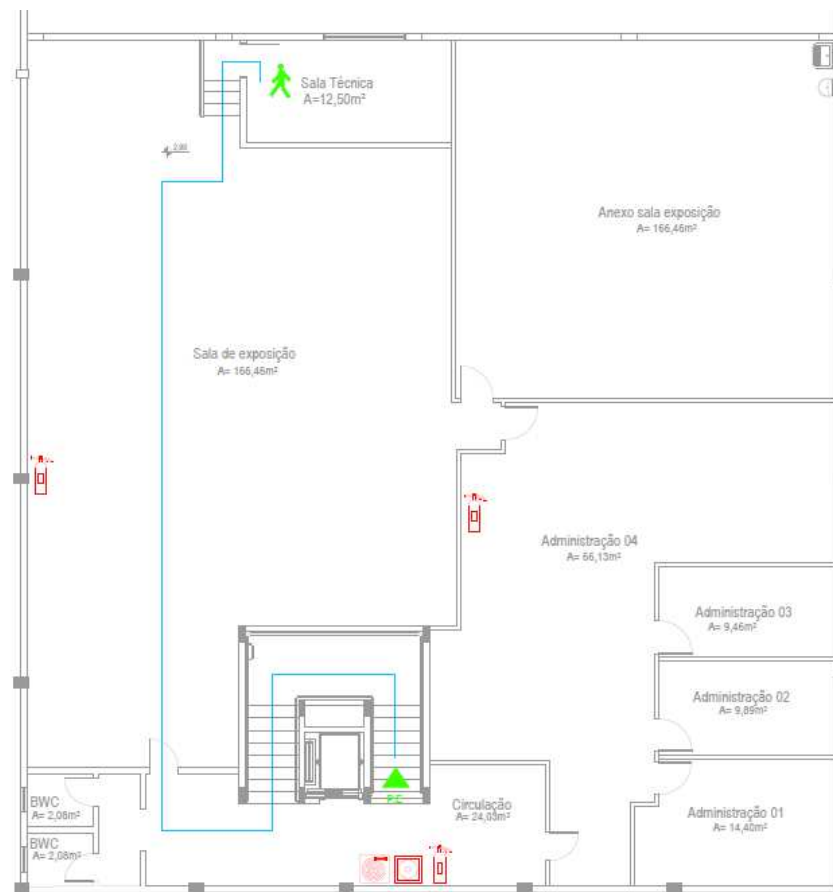 Sala Técnica
A=12,50m²
Anexo sala exposição
A= 166,46m²
Sala de exposição
A= 166,46m²
Administração 04
A= 66,13m²
Administração 03
A= 9,46m²
Administração 02
A= 9,89m²
BWC
A= 2,08m²
Circulação
A= 24,03m²
Administração 01
A= 14,40m²
BWC
A= 2,08m²